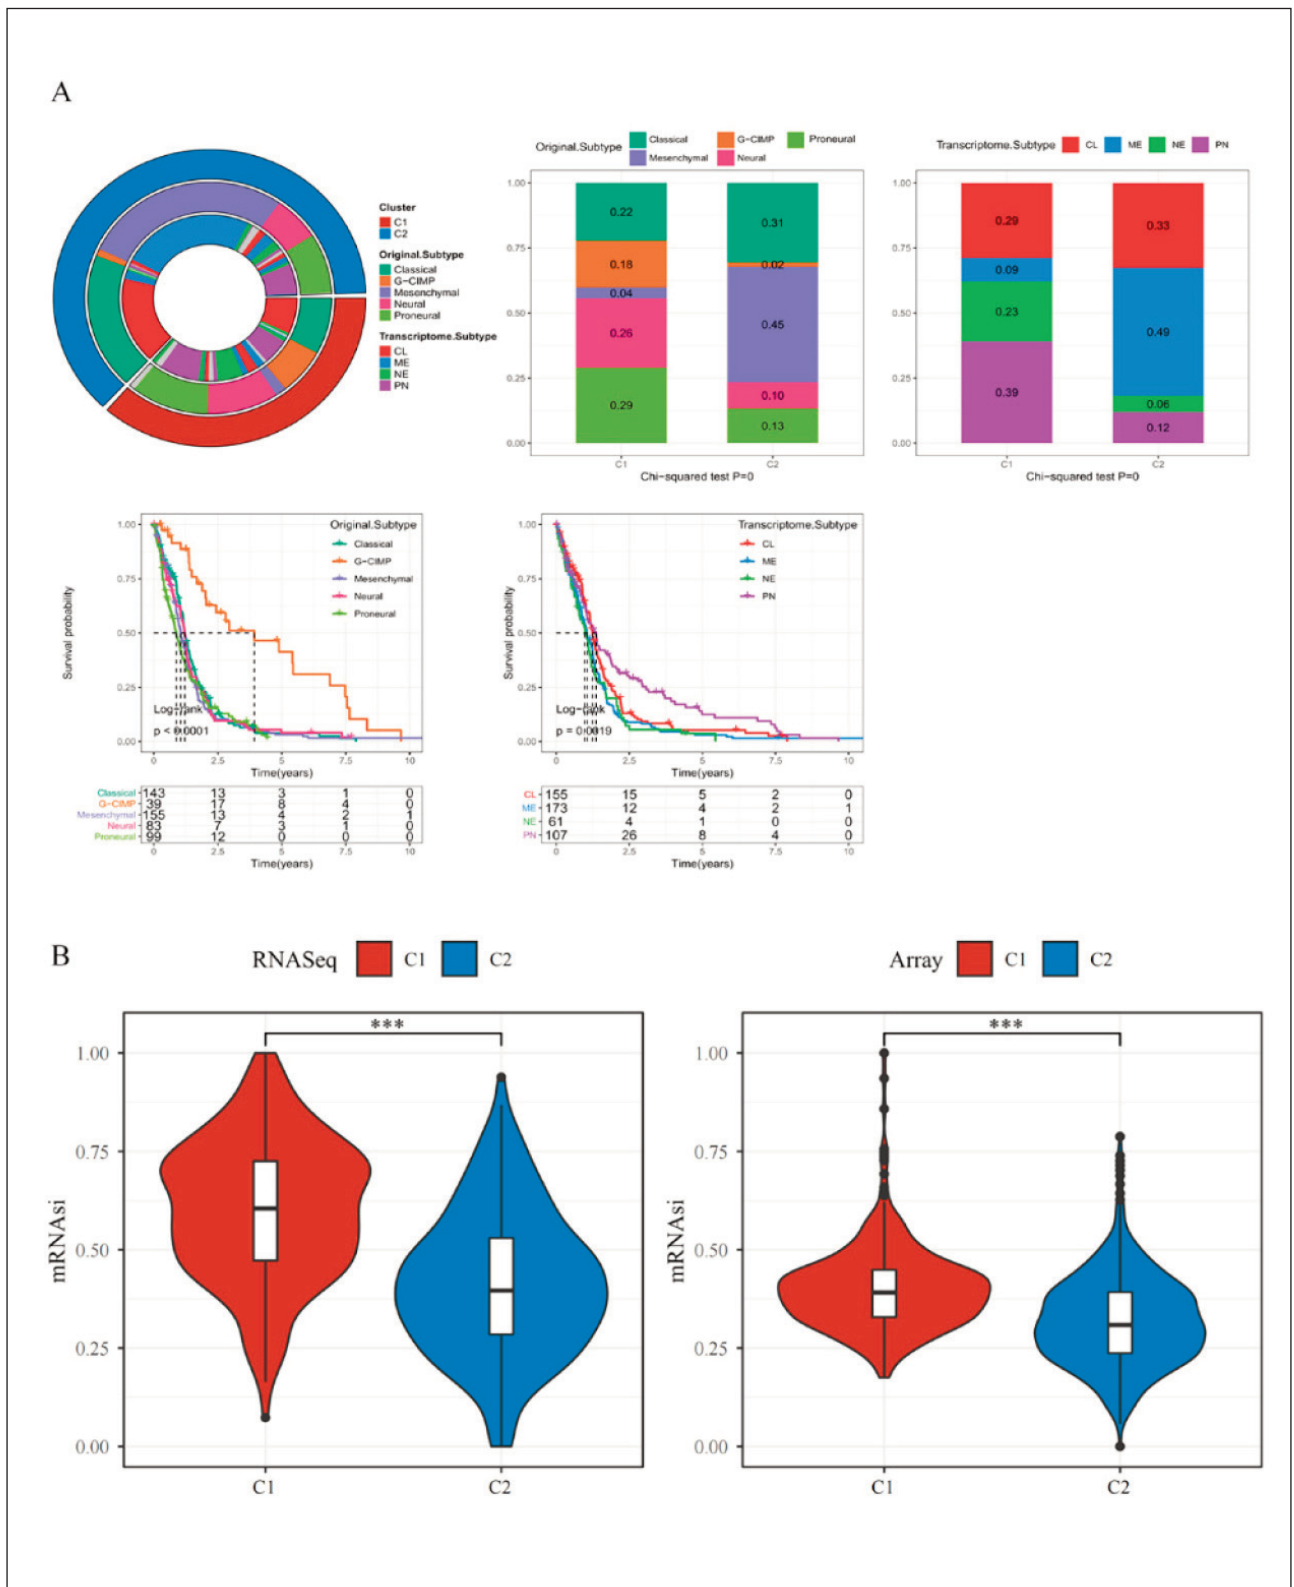 A
Cluster
C1
C2
Original.Subtype
Classical
G-CIMP
Mesenchymal
Neural
Proneural
Transcriptome.Subtype
CL
ME
NE
PN
Original.Subtype Classical G-CIMP Proneural
Mesenchymal Neural
1.00
0.75
0.50
0.25
0.00
0.22
0.18
0.04
0.26
0.29
0.31
0.02
0.45
0.10
0.13
C1 C2
Chi-squared test P=0
Transcriptome.Subtype CL ME NE PN
1.00
0.75
0.50
0.25
0.00
0.29
0.09
0.23
0.39
0.33
0.49
0.06
0.12
C1 C2
Chi-squared test P=0
Survival probability
1.00
0.75
0.50
0.25
0.00
Original.Subtype
Classical
G-CIMP
Mesenchymal
Neural
Proneural
Log-rank
p < 0.0001
0 2.5 5 7.5 10
Time(years)
Classical 143 13 3 1 0
G-CIMP 39 17 8 4 0
Mesenchymal 155 13 4 2 1
Neural 83 7 3 1 0
Proneural 99 12 0 0 0
0 2.5 5 7.5 10
Time(years)
Survival probability
1.00
0.75
0.50
0.25
0.00
Transcriptome.Subtype
CL
ME
NE
PN
Log-rank
p = 0.0019
0 2.5 5 7.5 10
Time(years)
CL 155 15 5 2 0
ME 173 12 4 2 1
NE 61 4 1 0 0
PN 107 26 8 4 0
0 2.5 5 7.5 10
Time(years)
B
RNASeq C1 C2
mRNAsi
1.00
0.75
0.50
0.25
0.00
***
C1 C2
Array C1 C2
mRNAsi
1.00
0.75
0.50
0.25
0.00
***
C1 C2